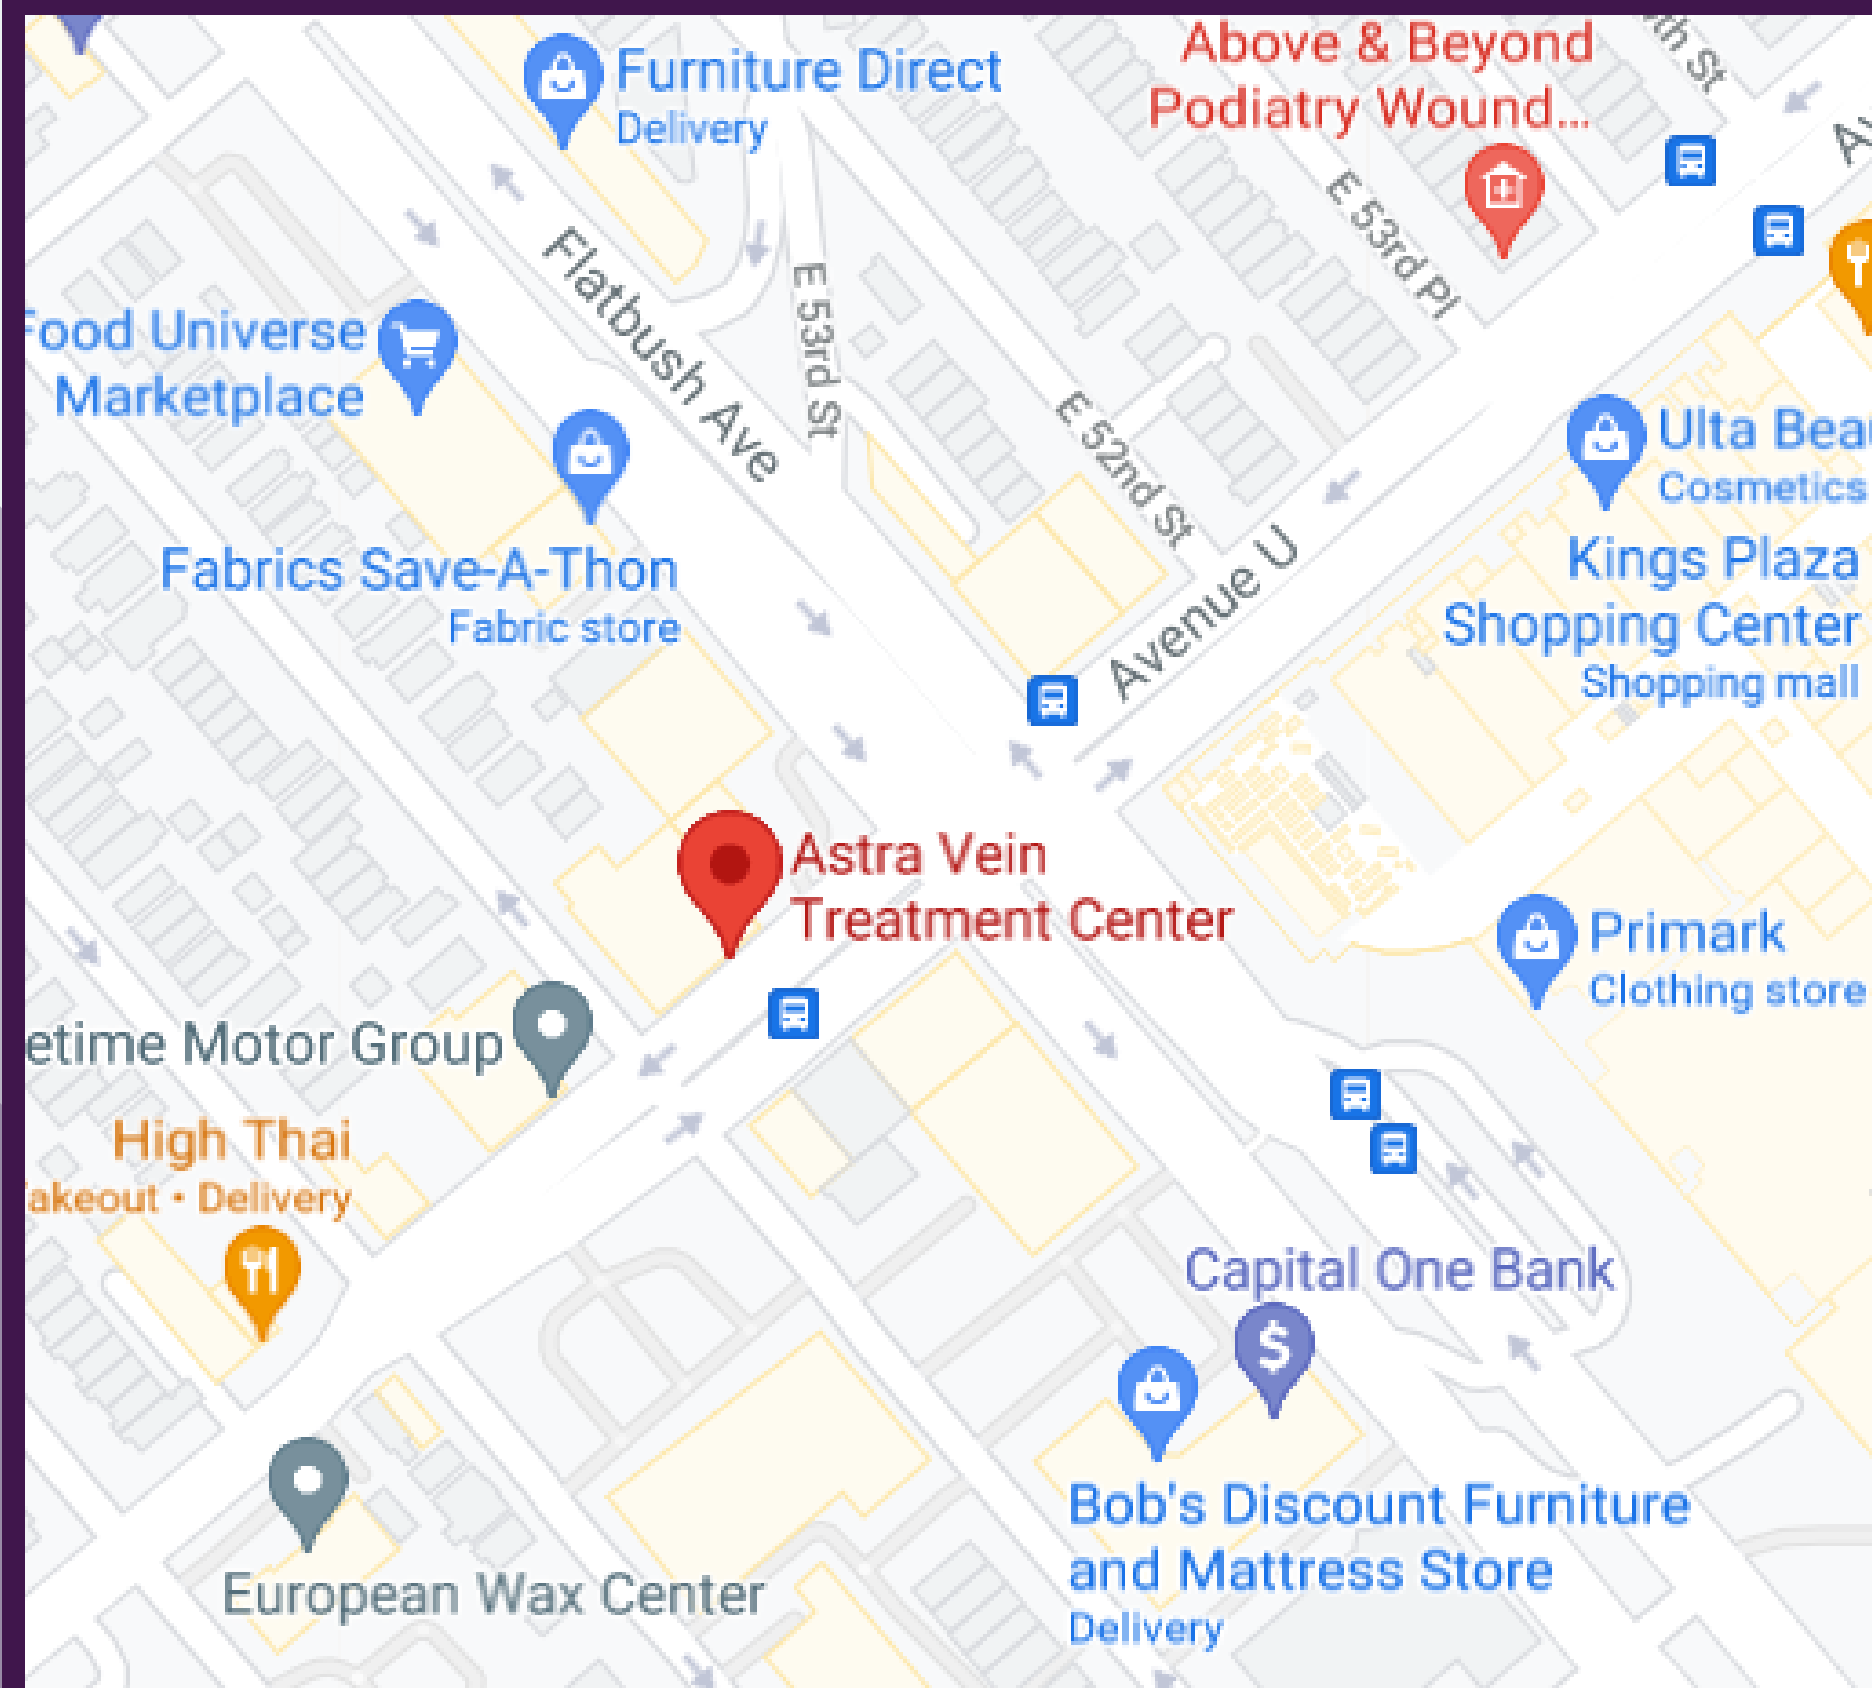 Furniture Direct
Delivery
Above & Beyond
Podiatry Wound...
th St
E 53rd Pl
Flatbush Ave
E 53rd St
Food Universe
Marketplace
E 52nd St
Ulta
Cosmetics
Fabrics Save-A-Thon
Fabric store
Avenue U
Kings Plaza
Shopping Center
Shopping mall
Astra Vein
Treatment Center
Primark
Clothing store
etime Motor Group
High Thai
akeout • Delivery
Capital One Bank
$
Bob's Discount Furniture
and Mattress Store
Delivery
European Wax Center